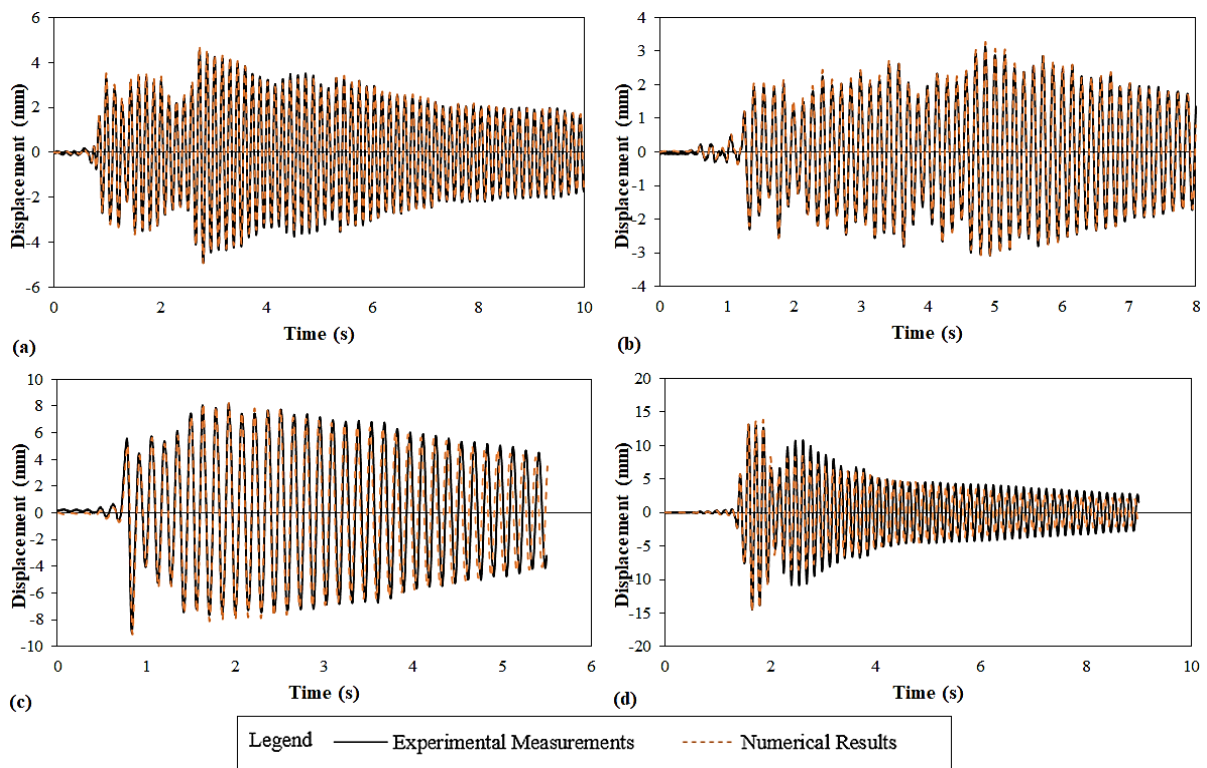 6
4
2
0
-2
-4
-6
Displacement (mm)
0 2 4 6 8 10
Time (s)
(a)
4
3
2
1
0
-1
-2
-3
-4
Displacement (mm)
0 1 2 3 4 5 6 7 8
Time (s)
(b)
10
8
6
4
2
0
-2
-4
-6
-8
-10
Displacement (mm)
0 1 2 3 4 5 6
Time (s)
(c)
20
15
10
5
0
-5
-10
-15
-20
Displacement (mm)
0 2 4 6 8 10
Time (s)
(d)
Legend Experimental Measurements Numerical Results